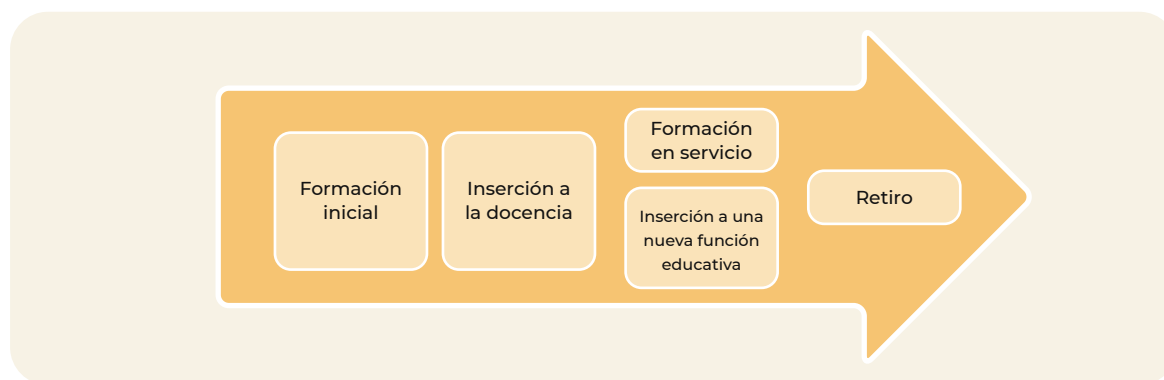 Formación
inicial
Inserción a
la docencia
Formación
en servicio
Inserción a una
nueva función
educativa
Retiro